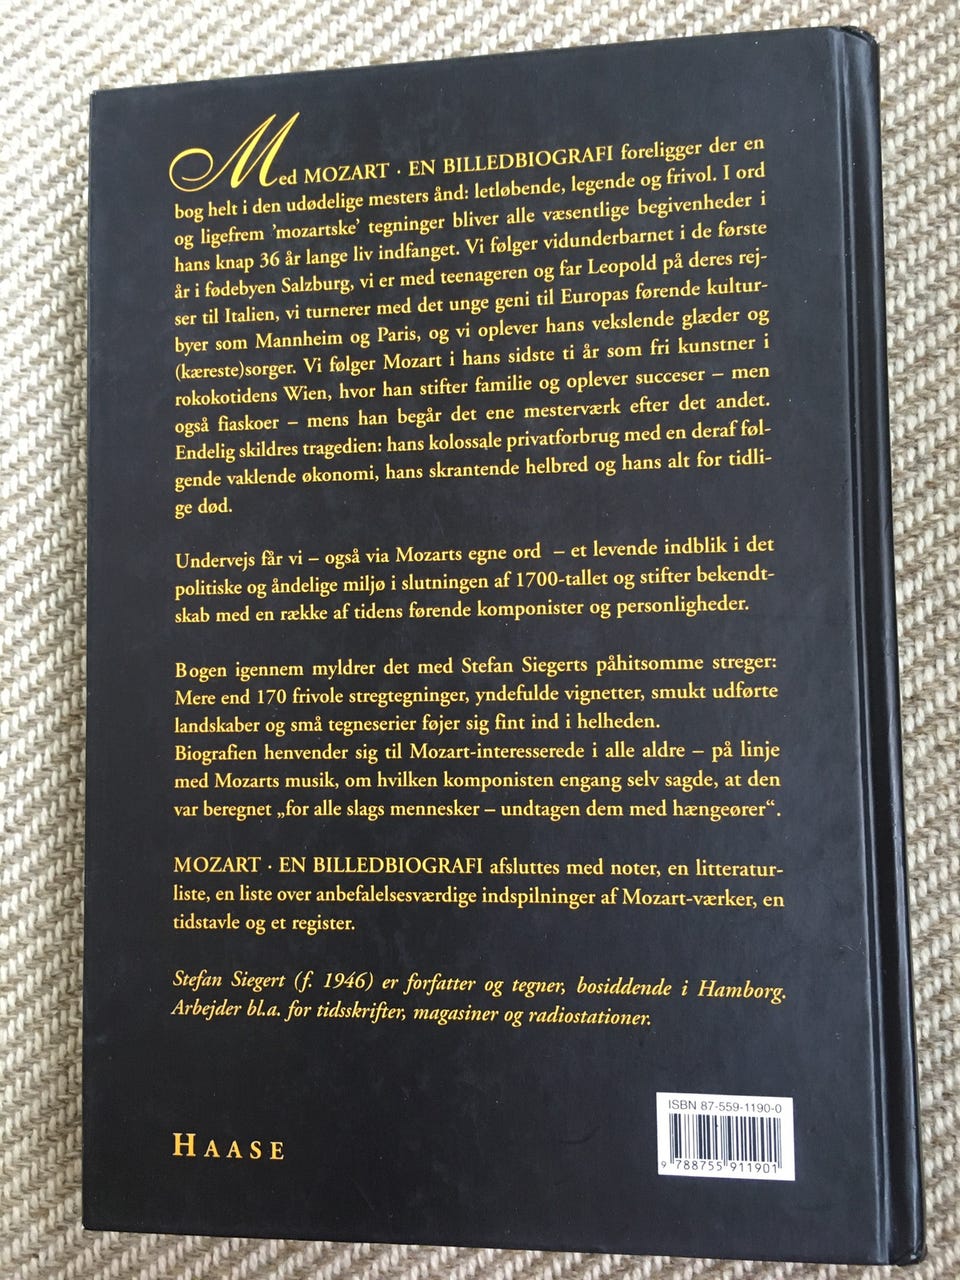 Med MOZART · EN BILLEDBIOGRAFI foreligger der en
bog helt i den udødelige mesters ånd: letløbende, legende og frivol. I ord
og ligefrem ’mozartske’ tegninger bliver alle væsentlige begivenheder i
hans knap 36 år lange liv indfanget. Vi følger vidunderbarnet i de første
år i fødebyen Salzburg, vi er med teenageren og far Leopold på deres rej-
ser til Italien, vi turnerer med det unge geni til Europas førende kultur-
byer som Mannheim og Paris, og vi oplever hans vekslende glæder og
(kæreste)sorger. Vi følger Mozart i hans sidste ti år som fri kunstner i
rokokotidens Wien, hvor han stifter familie og oplever succeser – men
også fiaskoer – mens han begår det ene mesterværk efter det andet.
Endelig skildres tragedien: hans kolossale privatforbrug med en deraf føl-
gende vaklende økonomi, hans skrantende helbred og hans alt for tidli-
ge død.
Undervejs får vi – også via Mozarts egne ord – et levende indblik i det
politiske og åndelige miljø i slutningen af 1700-tallet og stifter bekendt-
skab med en række af tidens førende komponister og personligheder.
Bogen igennem myldrer det med Stefan Siegerts påhitsomme streger:
Mere end 170 frivole stregtegninger, yndefulde vignetter, smukt udførte
landskaber og små tegneserier føjer sig fint ind i helheden.
Biografien henvender sig til Mozart-interesserede i alle aldre – på linje
med Mozarts musik, om hvilken komponisten engang selv sagde, at den
var beregnet „for alle slags mennesker – undtagen dem med hængeører“.
MOZART · EN BILLEDBIOGRAFI afsluttes med noter, en litteratur-
liste, en liste over anbefalelsesværdige indspilninger af Mozart-værker, en
tidstavle og et register.
Stefan Siegert (f. 1946) er forfatter og tegner, bosiddende i Hamborg.
Arbejder bl.a. for tidsskrifter, magasiner og radiostationer.
HAASE
ISBN 87-559-1190-0
9 788755 911901